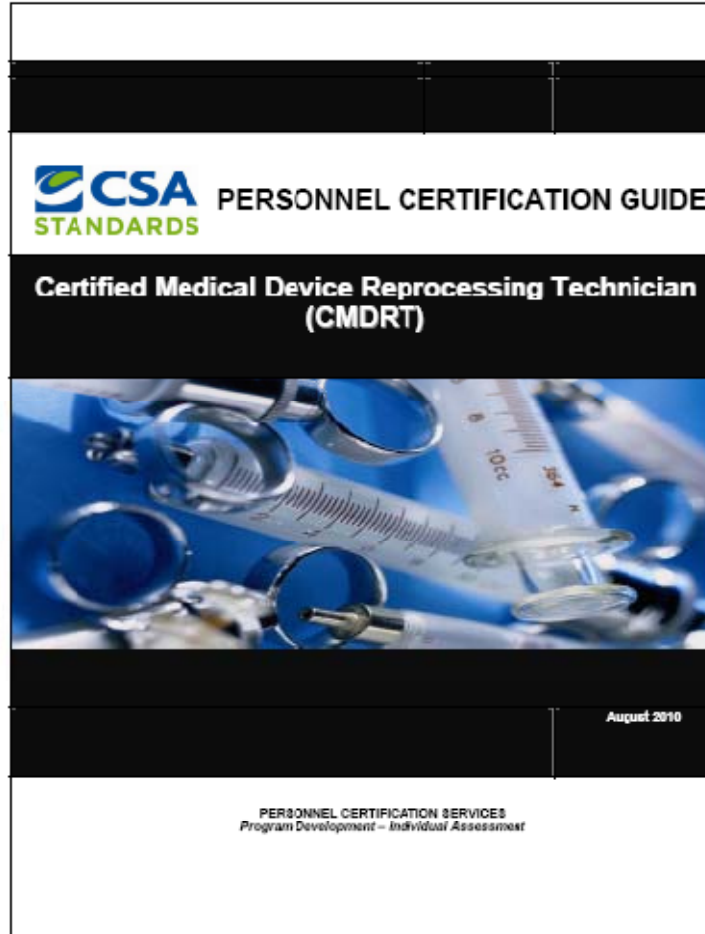 CSA
STANDARDS
PERSONNEL CERTIFICATION GUIDE
Certified Medical Device Reprocessing Technician
(CMDRT)
10cc
August 2010
PERSONNEL CERTIFICATION SERVICES
Program Development – Individual Assessment